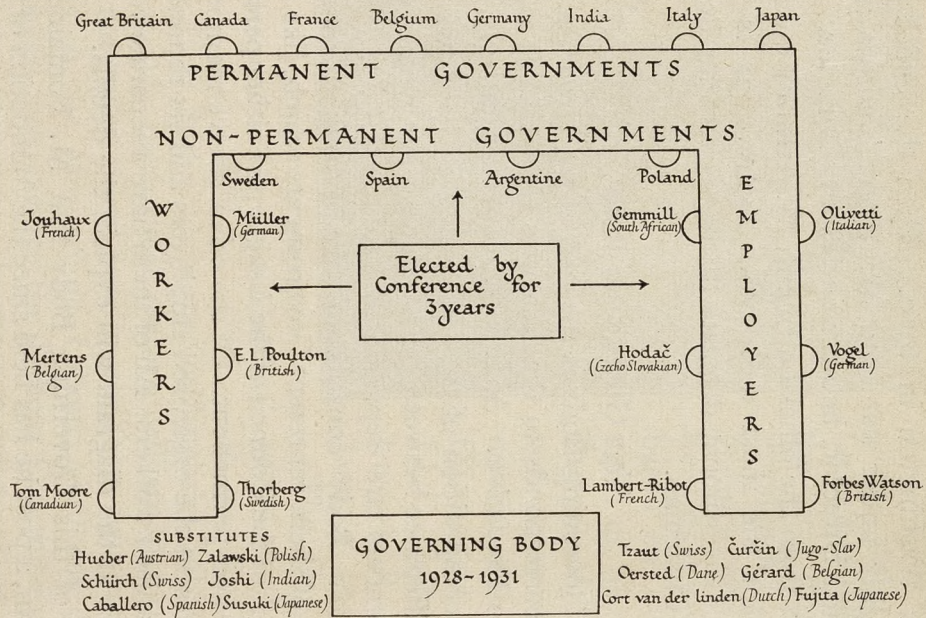 Great Britain Canada France Belgium Germany India Italy Japan
PERMANENT GOVERNMENTS
NON-PERMANENT GOVERNMENTS
Sweden Spain Argentine Poland
WORKERS
Jouhaux
(French)
Müller
(German)
Mertens
(Belgian)
E.L. Poulton
(British)
Tom Moore
(Canadian)
Thorberg
(Swedish)
Elected by
Conference for
3 years
EMPLOYERS
Gemmill
(South African)
Olivetti
(Italian)
Hodač
(Czecho Slovakian)
Vogel
(German)
Lambert-Ribot
(French)
Forbes Watson
(British)
SUBSTITUTES
Hueber (Austrian) Zalawski (Polish)
Schürch (Swiss) Joshi (Indian)
Caballero (Spanish) Susuki (Japanese)
GOVERNING BODY
1928-1931
Tzaut (Swiss) Čurčin (Jugo-Slav)
Oersted (Dane) Gérard (Belgian)
Cort van der linden (Dutch) Fujita (Japanese)